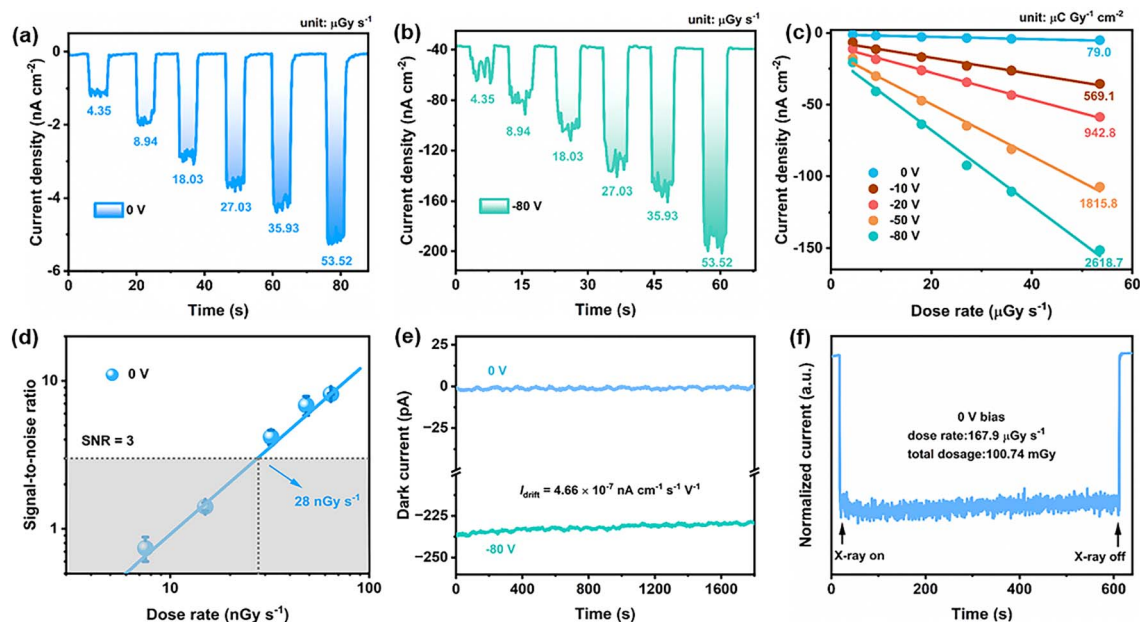 (a)
unit: μGy s⁻¹
0
-2
-4
-6
Current density (nA cm⁻²)
4.35
8.94
18.03
27.03
35.93
53.52
0 V
0
20
40
60
80
Time (s)
(b)
unit: μGy s⁻¹
-40
-80
-120
-160
-200
Current density (nA cm⁻²)
4.35
8.94
18.03
27.03
35.93
53.52
-80 V
0
15
30
45
60
75
Time (s)
(c)
unit: μC Gy⁻¹ cm⁻²
0
-50
-100
-150
Current density (nA cm⁻²)
79.0
569.1
942.8
1815.8
2618.7
0 V
-10 V
-20 V
-50 V
-80 V
0
20
40
60
Dose rate (μGy s⁻¹)
(d)
10
1
Signal-to-noise ratio
0 V
SNR = 3
28 nGy s⁻¹
10
100
Dose rate (nGy s⁻¹)
(e)
25
0
−25
−225
−250
Dark current (pA)
0 V
I drift = 4.66 × 10⁻⁷ nA cm⁻¹ s⁻¹ V⁻¹
-80 V
0
400
800
1200
1600
Time (s)
(f)
Normalized current (a.u.)
0 V bias
dose rate:167.9 μGy s⁻¹
total dosage:100.74 mGy
X-ray on
X-ray off
0
100
200
300
400
500
600
Time (s)